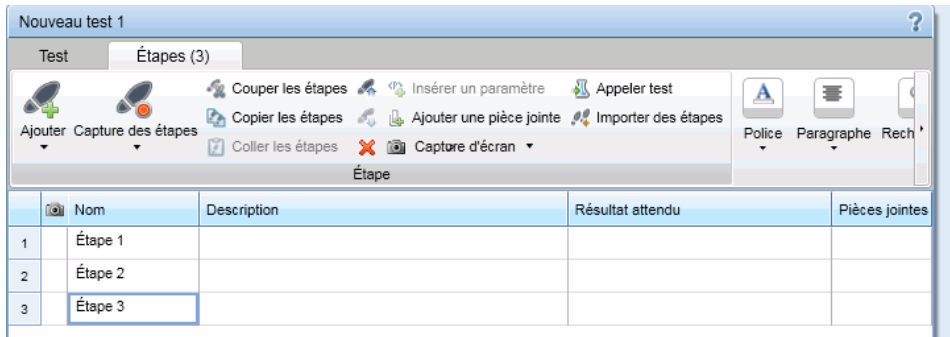 Nouveau test 1
?
Test Étapes (3)
Couper les étapes Insérer un paramètre Appeler test
Copier les étapes Ajouter une pièce jointe Importer des étapes
Ajouter Capture des étapes Police Paragraphe Rech
Coller les étapes Capture d'écran
Étape
Nom Description Résultat attendu Pièces jointes
1 Étape 1
2 Étape 2
3 Étape 3